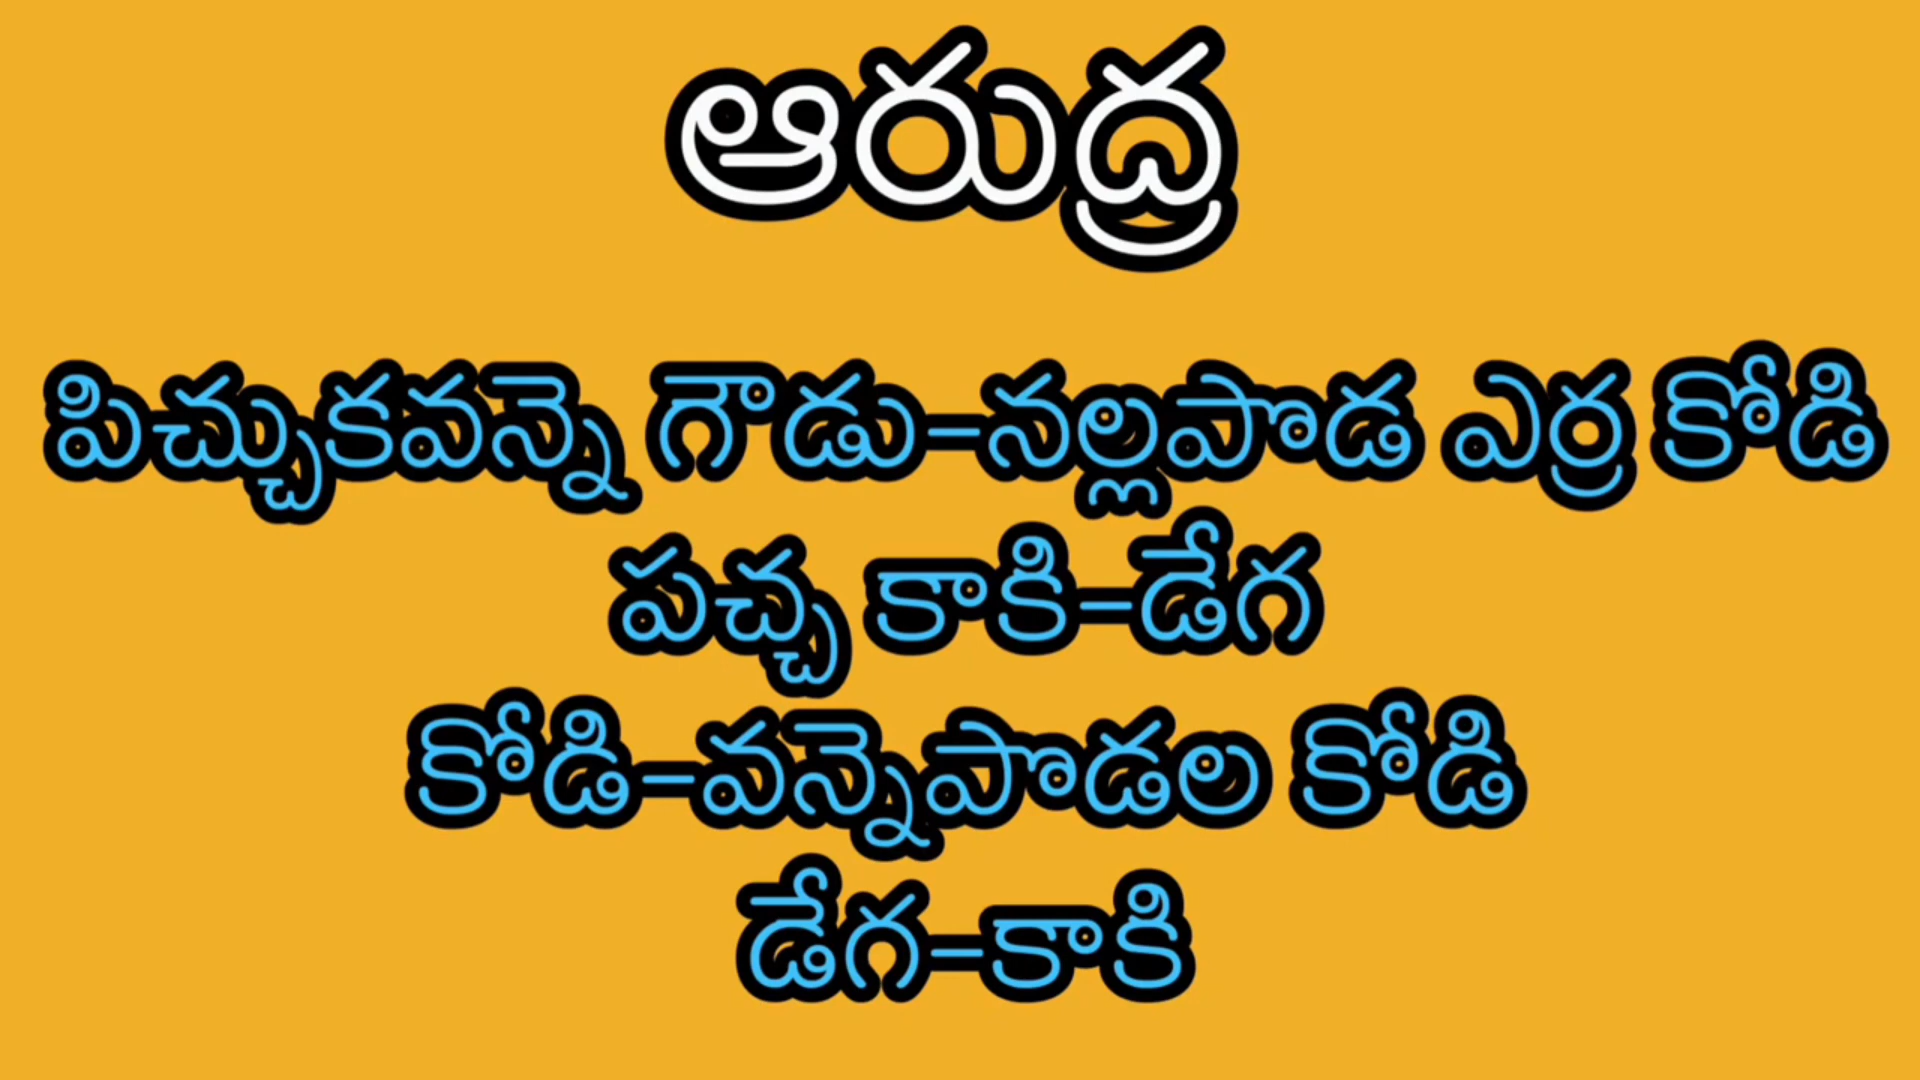 ఆరుద్ర
పిచ్చుకవన్నె గౌడు-నల్లపొడ ఎర్ర కోడి
పచ్చ కాకి-డేగ
కోడి-వన్నెపొడల కోడి
డేగ-కాకి